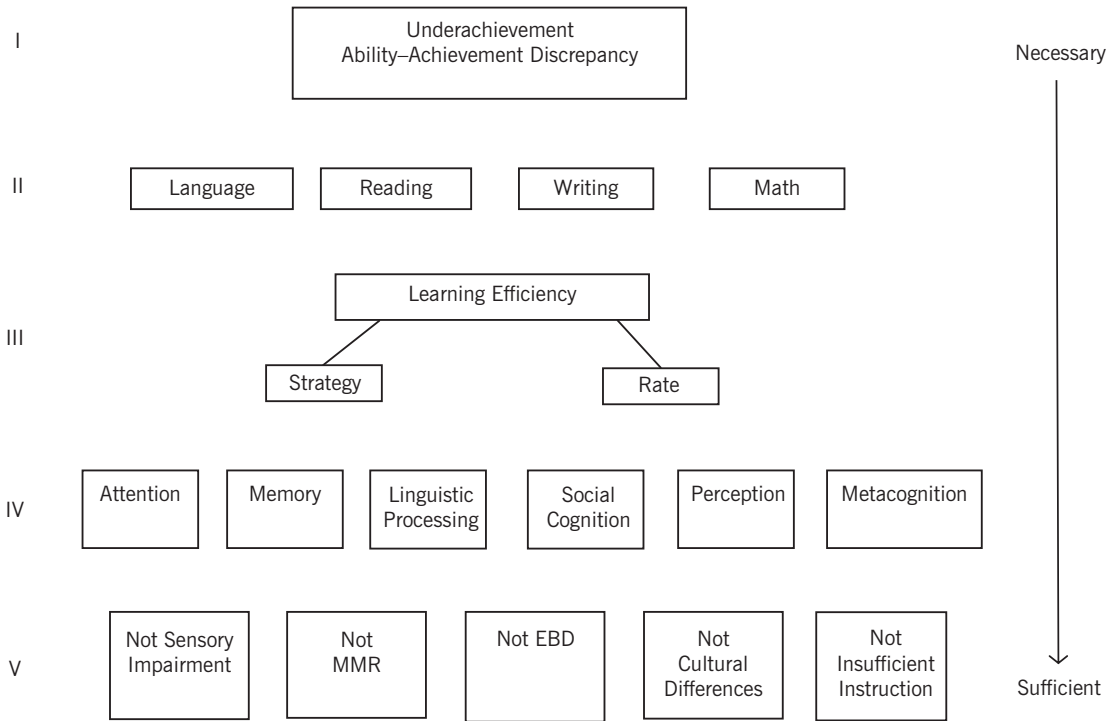 I
Underachievement
Ability–Achievement Discrepancy
Necessary
II
Language
Reading
Writing
Math
III
Learning Efficiency
Strategy
Rate
IV
Attention
Memory
Linguistic
Processing
Social
Cognition
Perception
Metacognition
V
Not Sensory
Impairment
Not
MMR
Not EBD
Not
Cultural
Differences
Not
Insufficient
Instruction
Sufficient